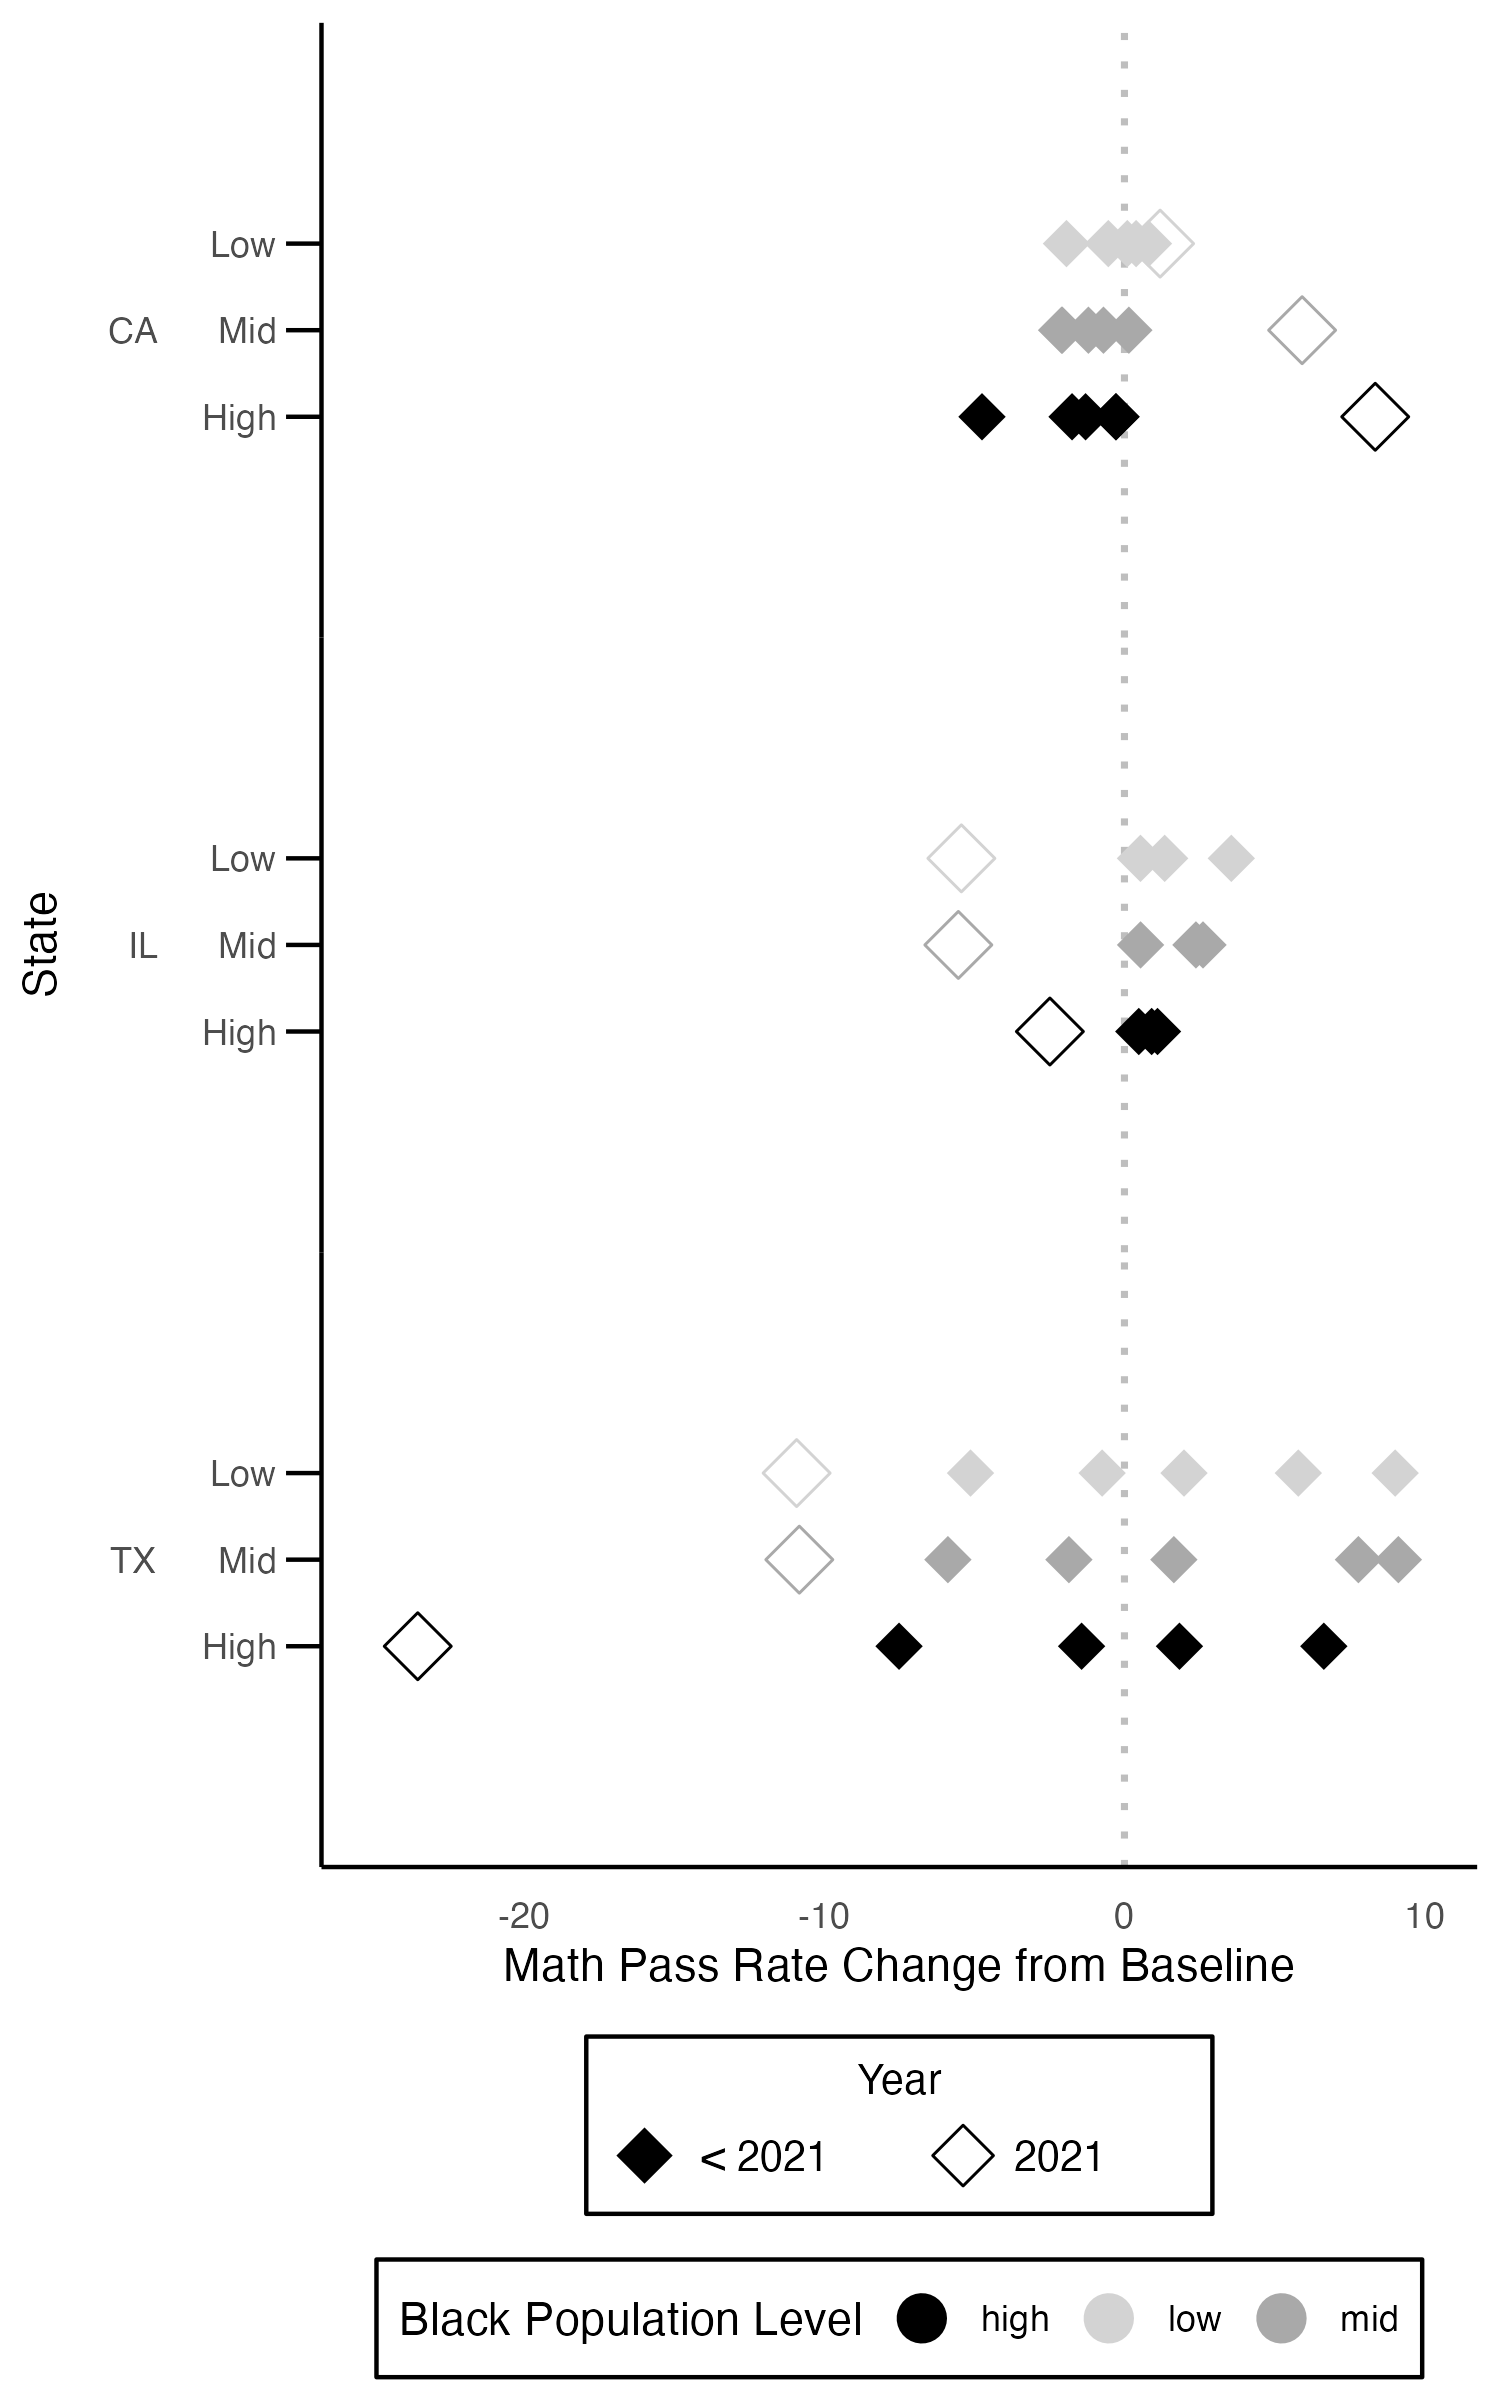 Low
CA Mid
High
State
Low
IL Mid
High
Low
TX Mid
High
-20 -10 0 10
Math Pass Rate Change from Baseline
Year
< 2021 2021
Black Population Level high low mid